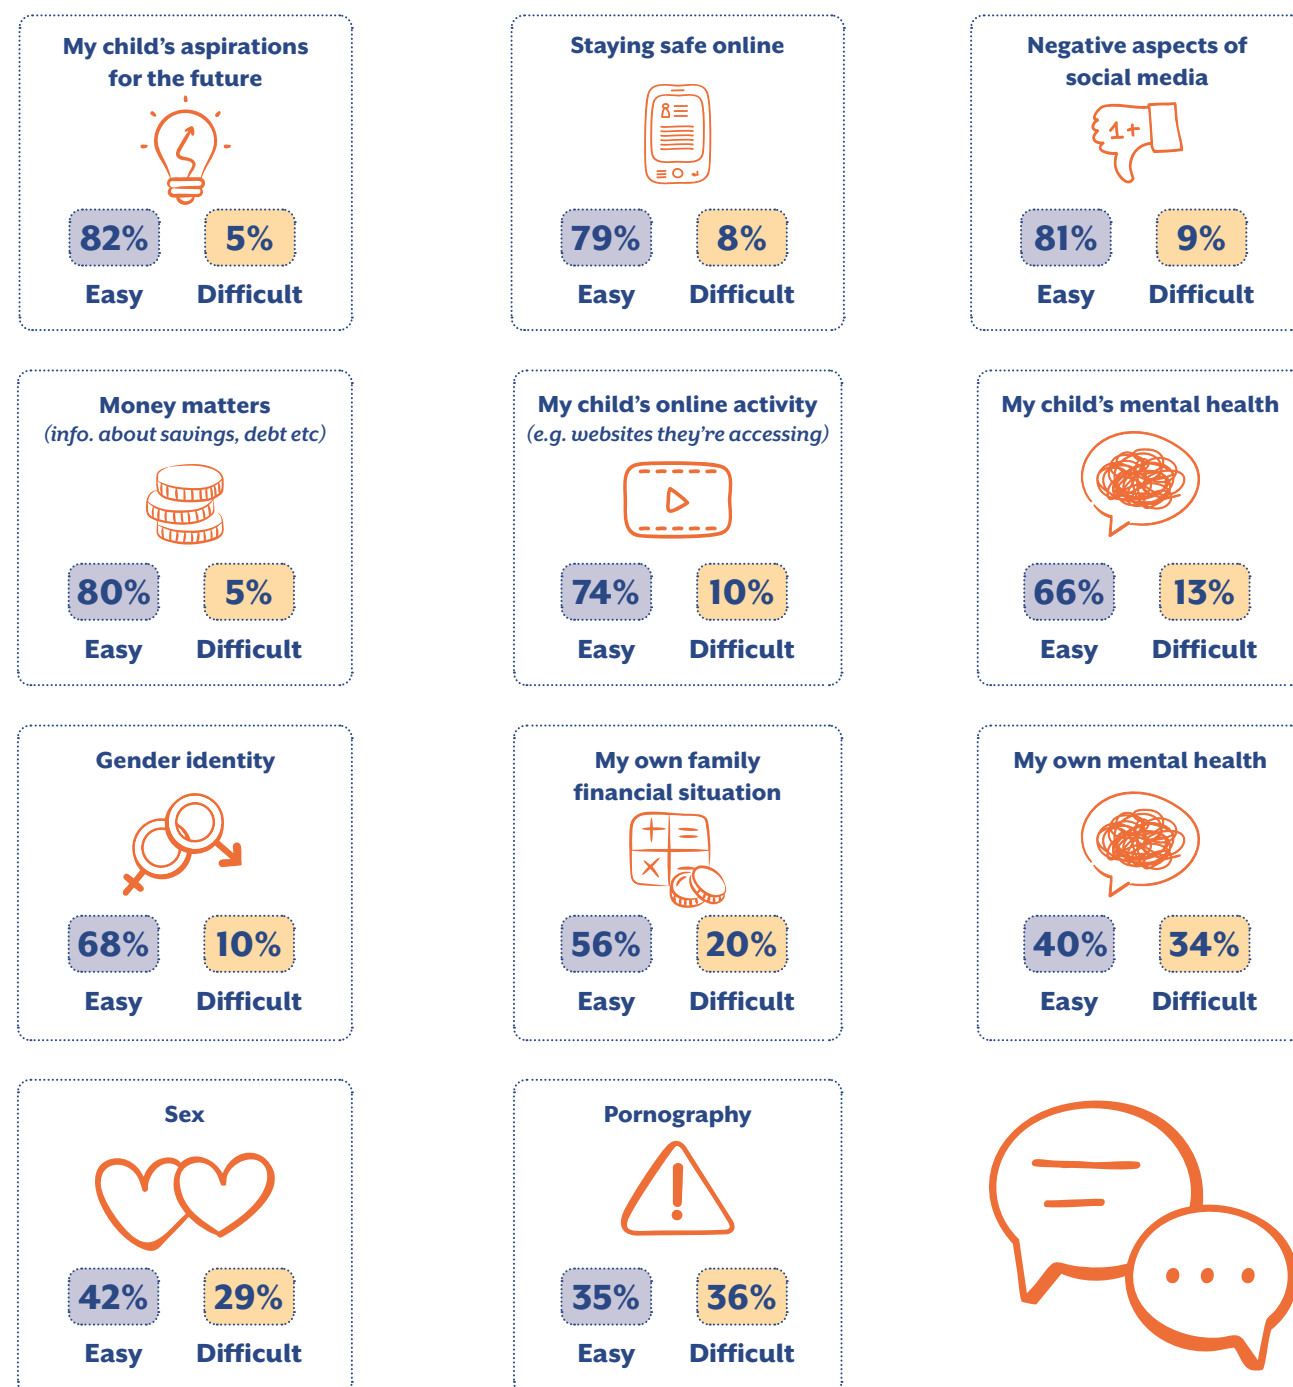 My child's aspirations
for the future
82%
5%
Easy
Difficult
Staying safe online
79%
8%
Easy
Difficult
Negative aspects of
social media
1+
81%
9%
Easy
Difficult
Money matters
(info. about savings, debt etc)
80%
5%
Easy
Difficult
My child's online activity
(e.g. websites they're accessing)
74%
10%
Easy
Difficult
My child's mental health
66%
13%
Easy
Difficult
Gender identity
68%
10%
Easy
Difficult
My own family
financial situation
56%
20%
Easy
Difficult
My own mental health
40%
34%
Easy
Difficult
Sex
42%
29%
Easy
Difficult
Pornography
35%
36%
Easy
Difficult